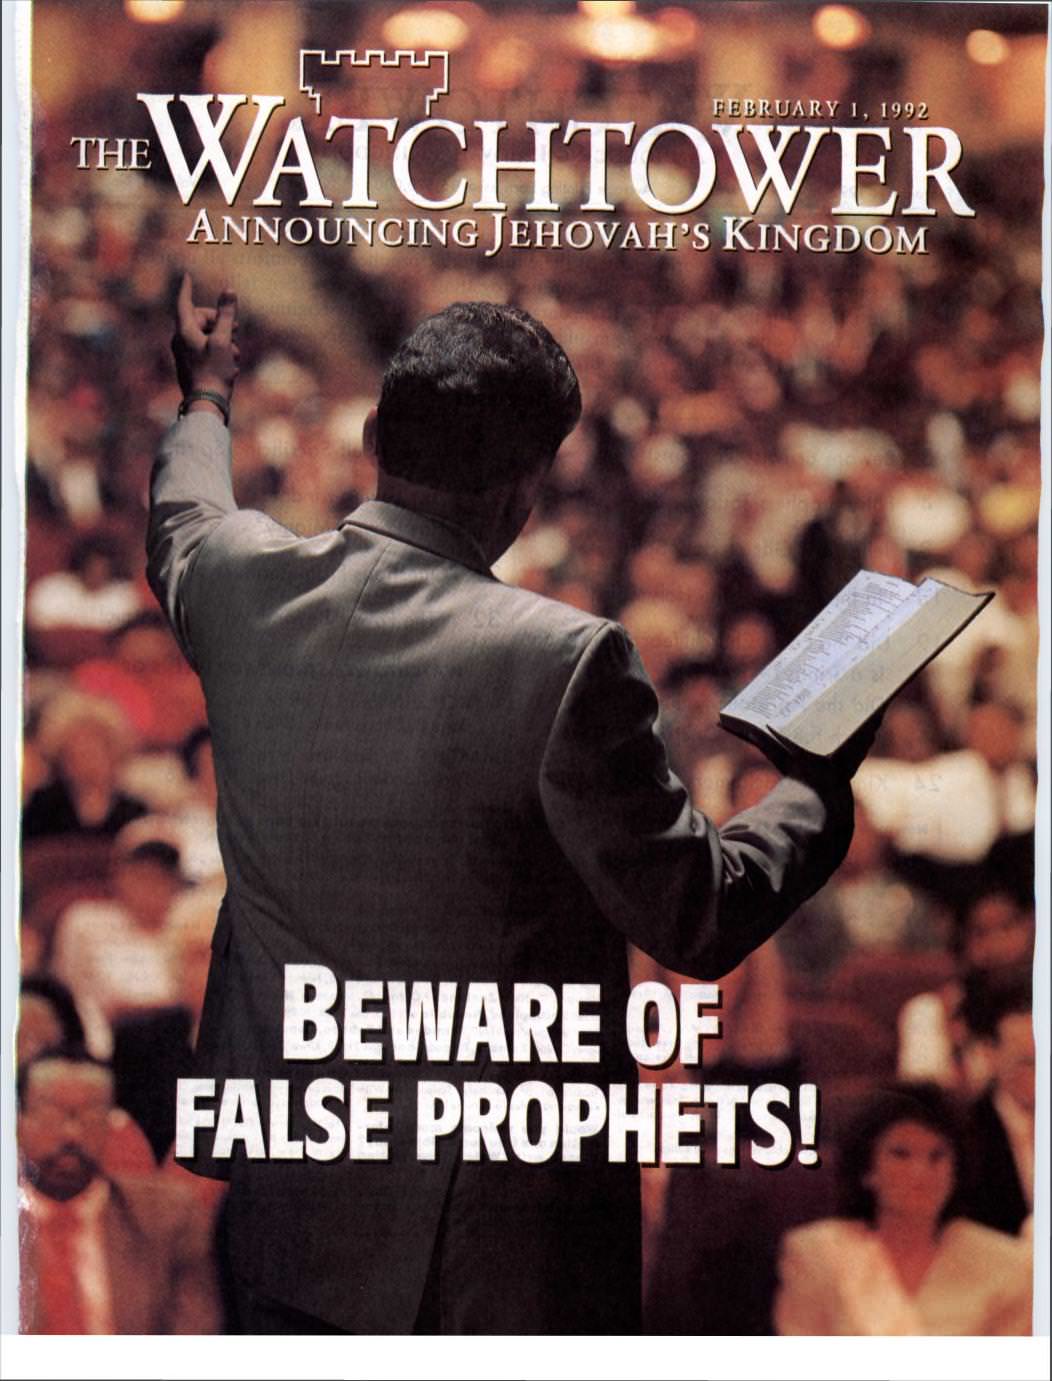 FEBRUARY 1, 1992
THE WATCHTOWER
ANNOUNCING JEHOVAH'S KINGDOM
BEWARE OF
FALSE PROPHETS!